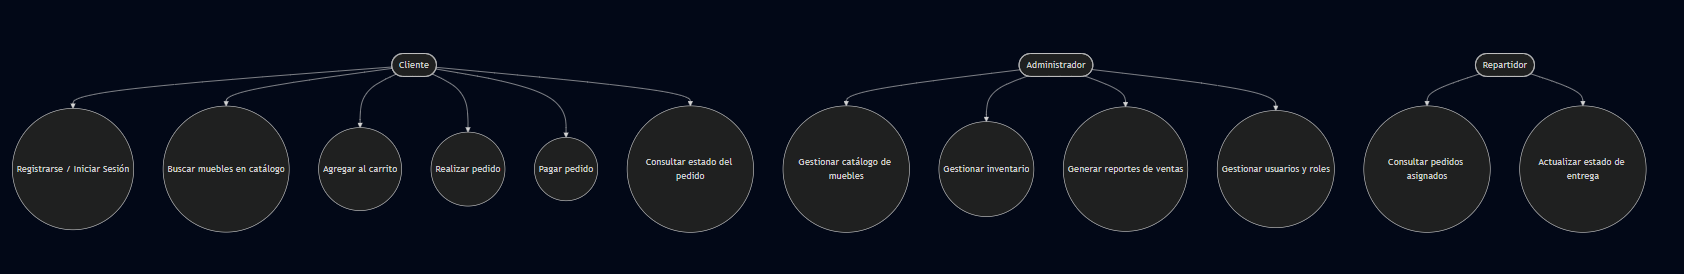 Cliente
Administrador
Repartidor
Registrarse / Iniciar Sesión
Buscar muebles en catálogo
Agregar al carrito
Realizar pedido
Pagar pedido
Consultar estado del
pedido
Gestionar catálogo de
muebles
Gestionar inventario
Generar reportes de ventas
Gestionar usuarios y roles
Consultar pedidos
asignados
Actualizar estado de
entrega